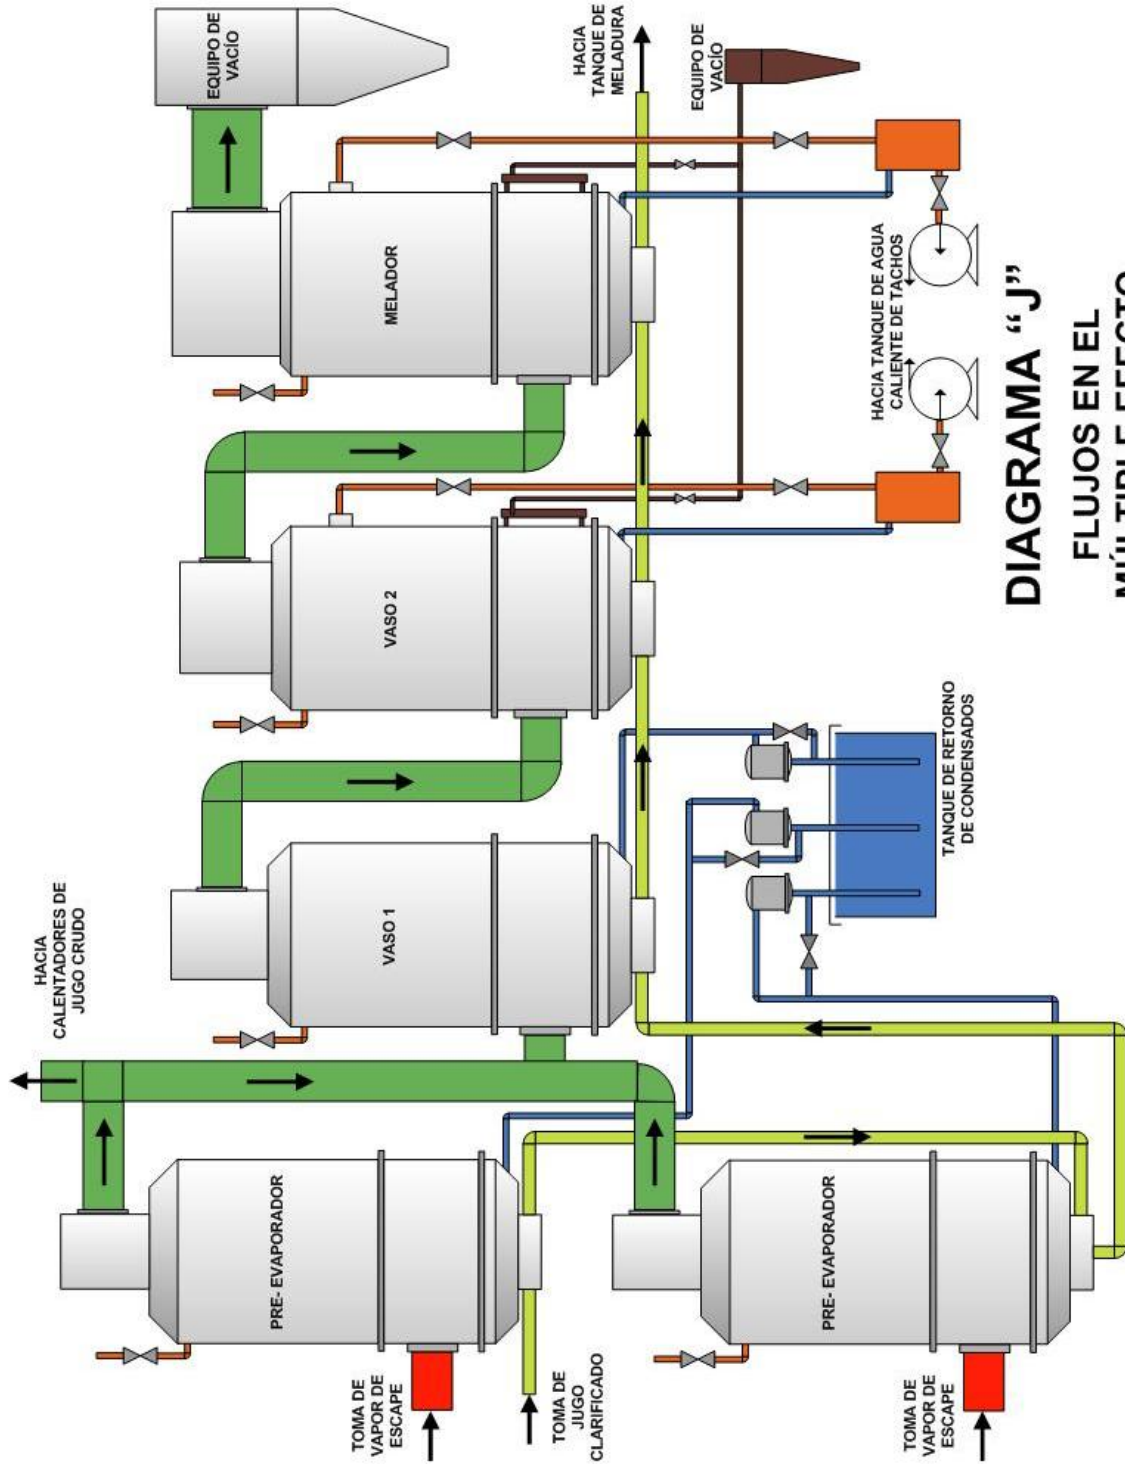 HACIA
CALENTADORES DE
JUGO CRUDO
EQUIPO DE
VACÍO
HACIA
TANQUE DE
MELADURA
EQUIPO DE
VACÍO
PRE- EVAPORADOR
VASO 1
VASO 2
MELADOR
TOMA DE
VAPOR DE
ESCAPE
TOMA DE
JUGO
CLARIFICADO
PRE- EVAPORADOR
TOMA DE
VAPOR DE
ESCAPE
TANQUE DE RETORNO
DE CONDENSADOS
HACIA TANQUE DE AGUA
CALIENTE DE TACHOS
DIAGRAMA “J”
FLUJOS EN EL
MÚLTIPLE EFECTO